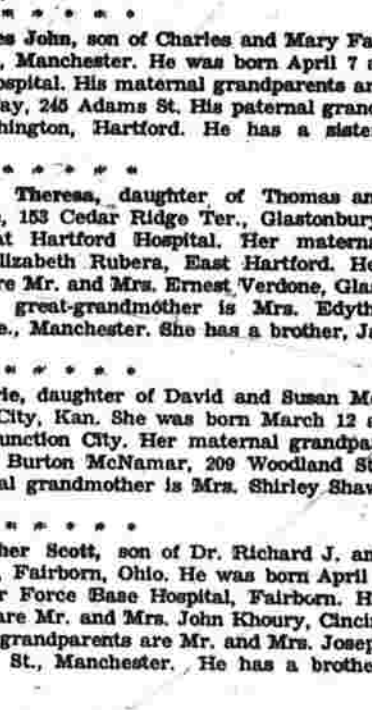 * * * * *
es John, son of Charles and Mary Fa
, Manchester. He was born April 7 a
ospital. His maternal grandparents ar
ay, 245 Adams St. His paternal gran
hington, Hartford. He has a siste
* * * * *
Theresa, daughter of Thomas an
, 153 Cedar Ridge Ter., Glastonbury
at Hartford Hospital. Her materna
lizabeth Rubera, East Hartford. He
re Mr. and Mrs. Ernest Verdone, Glas
great-grandmother is Mrs. Edyth
e., Manchester. She has a brother, Ja
* * * * *
rie, daughter of David and Susan Mc
City, Kan. She was born March 12 a
unction City. Her maternal grandpa
Burton McNamar, 209 Woodland St
al grandmother is Mrs. Shirley Shaw
* * * * *
her Scott, son of Dr. Richard J. an
, Fairborn, Ohio. He was born April
r Force Base Hospital, Fairborn. H
are Mr. and Mrs. John Khoury, Cincin
grandparents are Mr. and Mrs. Josep
St., Manchester. He has a brothe